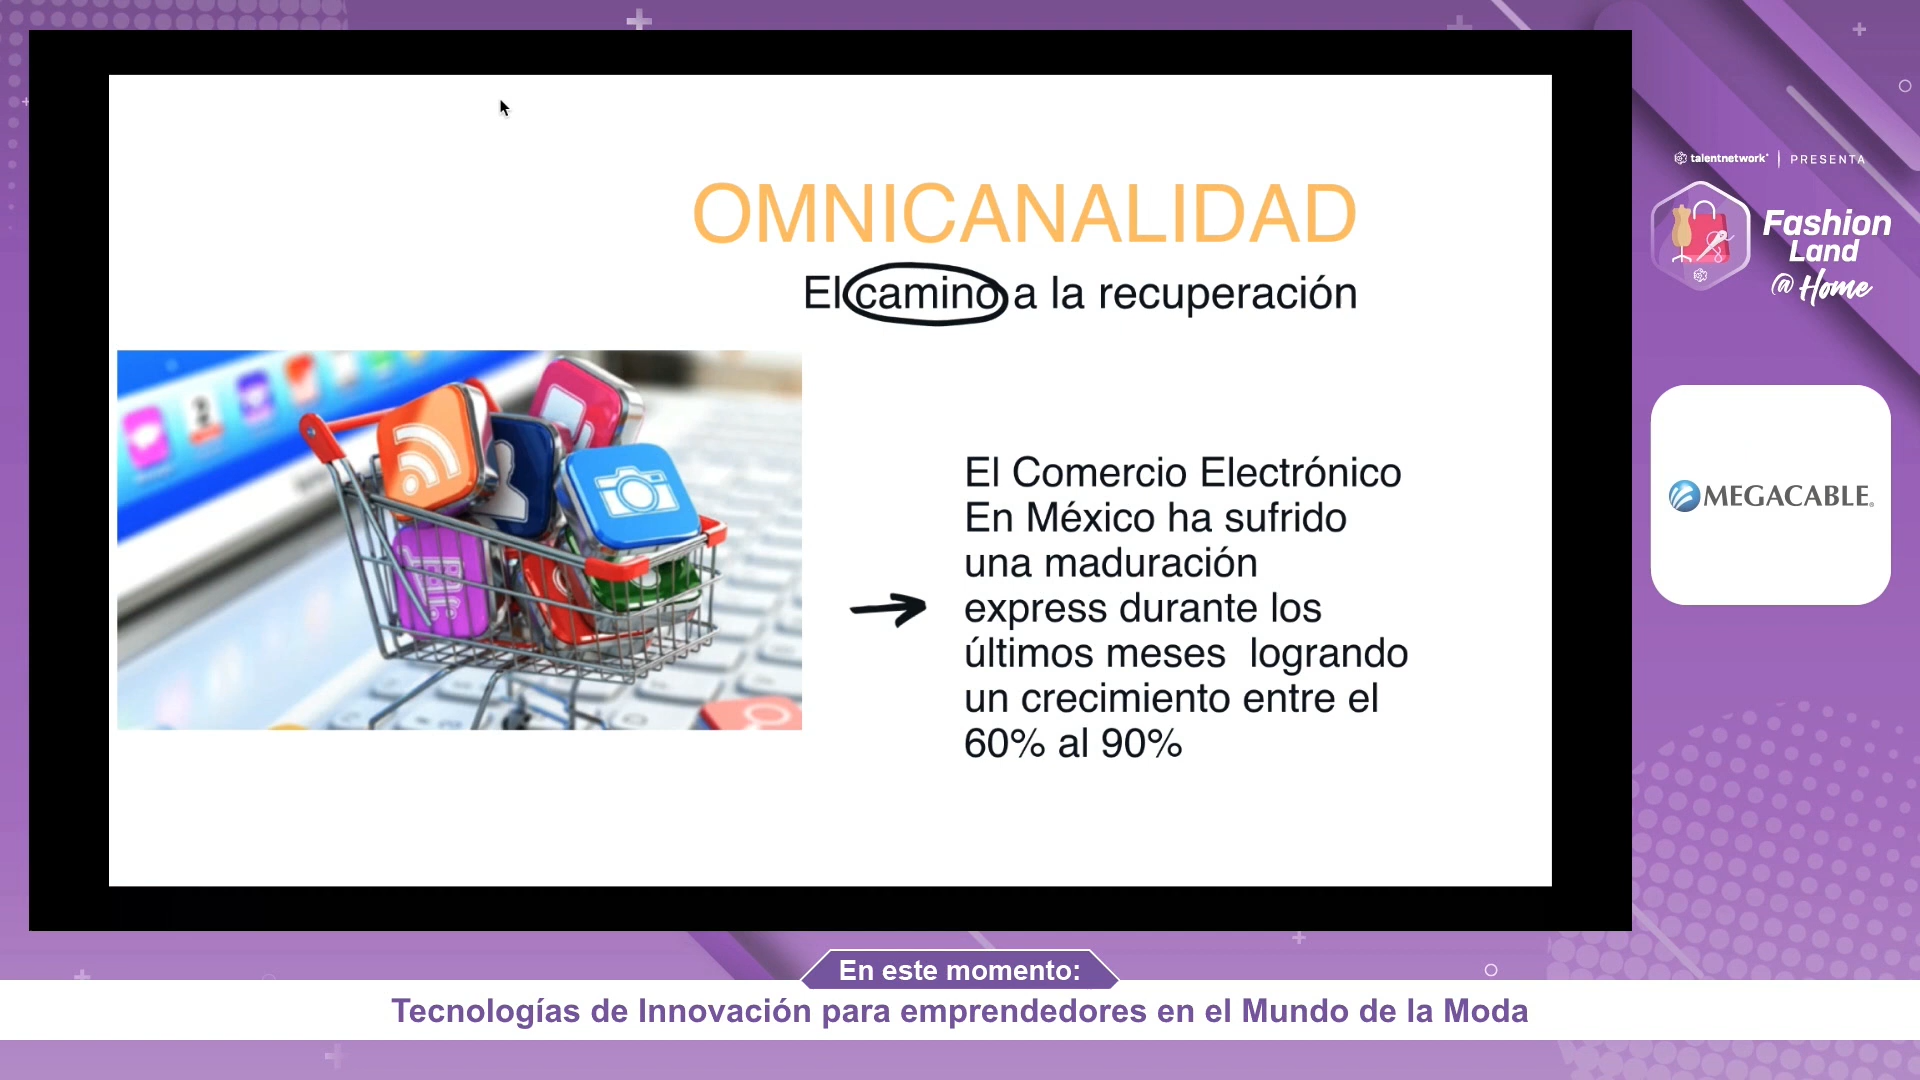 talentnetwork | PRESENTA
Fashion
Land
@ Home
OMNICANALIDAD
El camino a la recuperación
El Comercio Electrónico
En México ha sufrido
una maduración
express durante los
últimos meses logrando
un crecimiento entre el
60% al 90%
MEGACABLE
En este momento:
Tecnologías de Innovación para emprendedores en el Mundo de la Moda